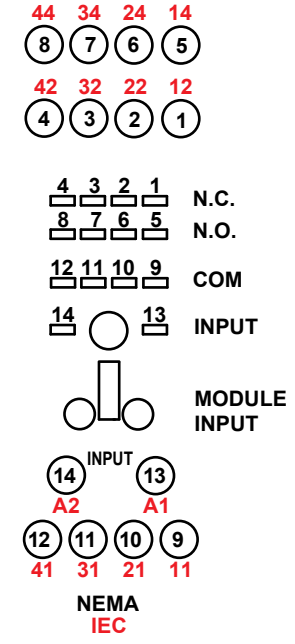 44 34 24 14
8 7 6 5
42 32 22 12
4 3 2 1
4 3 2 1 N.C.
8 7 6 5 N.O.
12 11 10 9 COM
14 13 INPUT
MODULE
INPUT
INPUT
14 13
A2 A1
12 11 10 9
41 31 21 11
NEMA
IEC